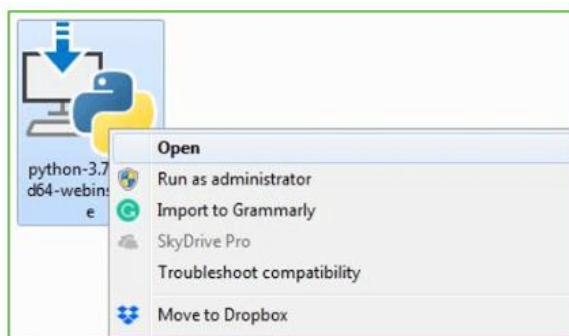 python-3.7
d64-webins
e
Open
Run as administrator
Import to Grammarly
SkyDrive Pro
Troubleshoot compatibility
Move to Dropbox